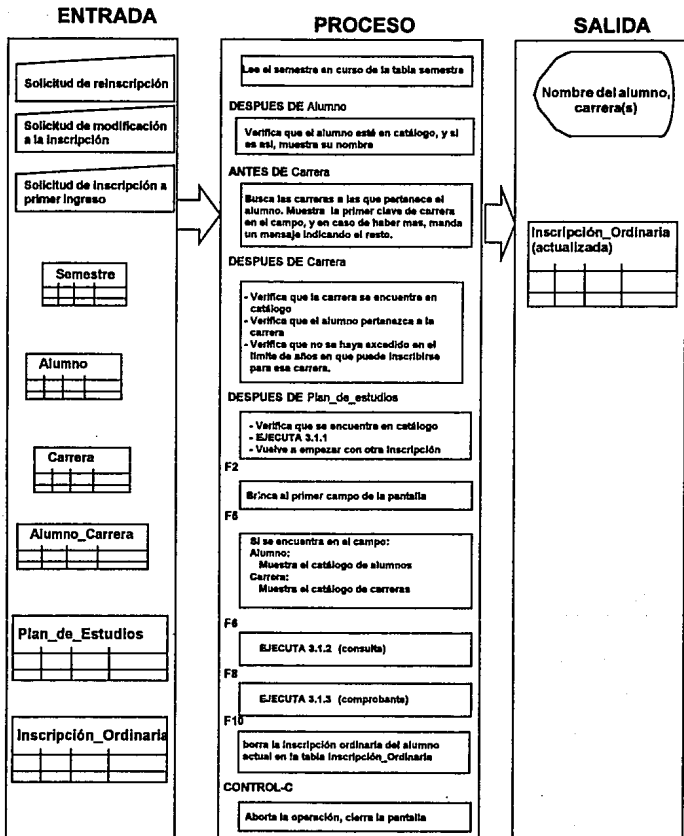 ENTRADA
Solicitud de reinscripción
Solicitud de modificación
a la inscripción
Solicitud de inscripción a
primer ingreso
Semestre
Alumno
Carrera
Alumno_Carrera
Plan_de_Estudios
Inscripción_Ordinaria
PROCESO
Lee el semestre en curso de la tabla semestre
DESPUES DE Alumno
Verifica que el alumno esté en catálogo, y si
es asi, muestra su nombre
ANTES DE Carrera
Busca las carreras a las que pertenece el
alumno. Muestra la primer clave de carrera
en el campo, y en caso de haber mas, manda
un mensaje indicando el resto.
DESPUES DE Carrera
- Verifica que la carrera se encuentra en
catálogo
- Verifica que el alumno pertenezca a la
carrera
- Verifica que no se haya excedido en el
límite de años en que puede inscribirse
para esa carrera.
DESPUES DE Plan_de_estudios
- Verifica que se encuentra en catálogo
- EJECUTA 3.1.1
- Vuelve a empezar con otra inscripción
F2
Brinca al primer campo de la pantalla
F5
Si se encuentra en el campo:
Alumno:
Muestra el catálogo de alumnos
Carrera:
Muestra el catálogo de carreras
F6
EJECUTA 3.1.2 (consulta)
F8
EJECUTA 3.1.3 (comprobante)
F10
borra la inscripción ordinaria del alumno
actual en la tabla Inscripción_Ordinaria
CONTROL-C
Aborta la operación, cierra la pantalla
SALIDA
Nombre del alumno,
carrera(s)
Inscripción_Ordinaria
(actualizada)